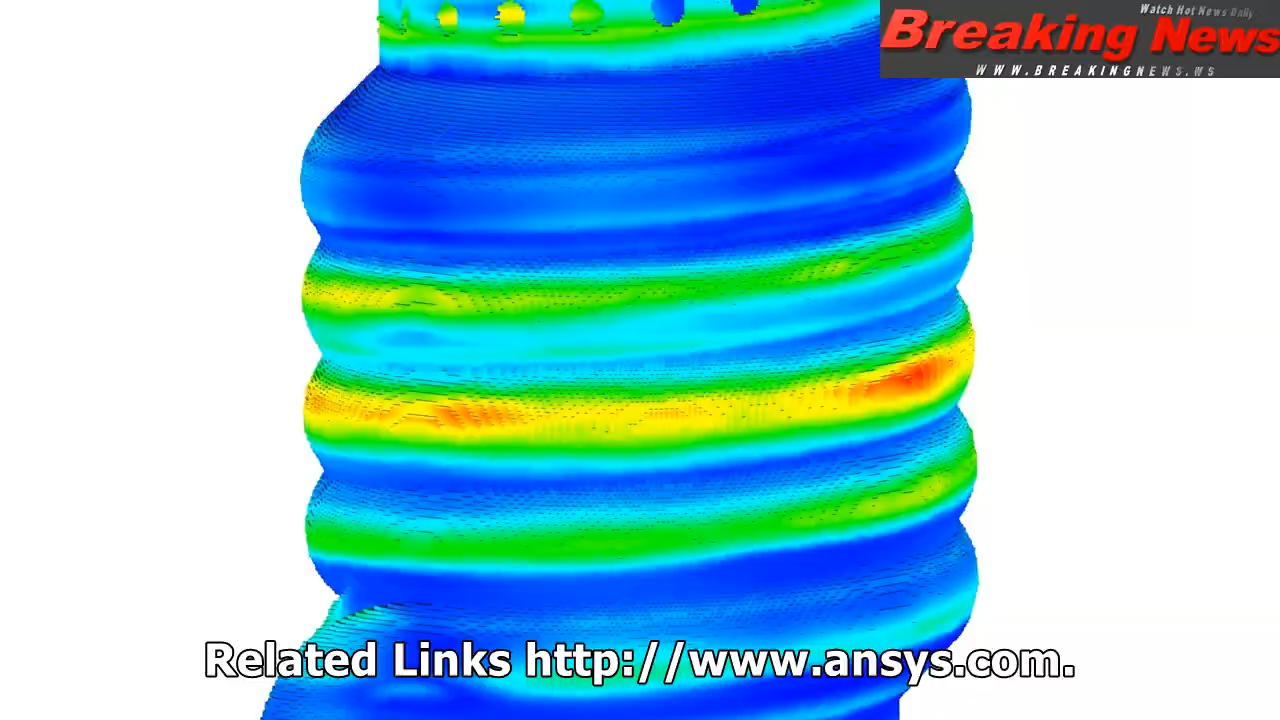 Watch Hot News Daily
Breaking News
WWW.BREAKINGNEWS.WS
Related Links http://www.ansys.com.